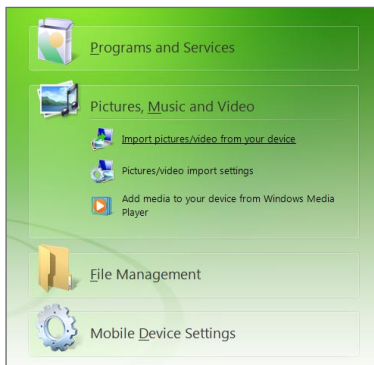 Programs and Services
Pictures, Music and Video
Import pictures/video from your device
Pictures/video import settings
Add media to your device from Windows Media
Player
File Management
Mobile Device Settings